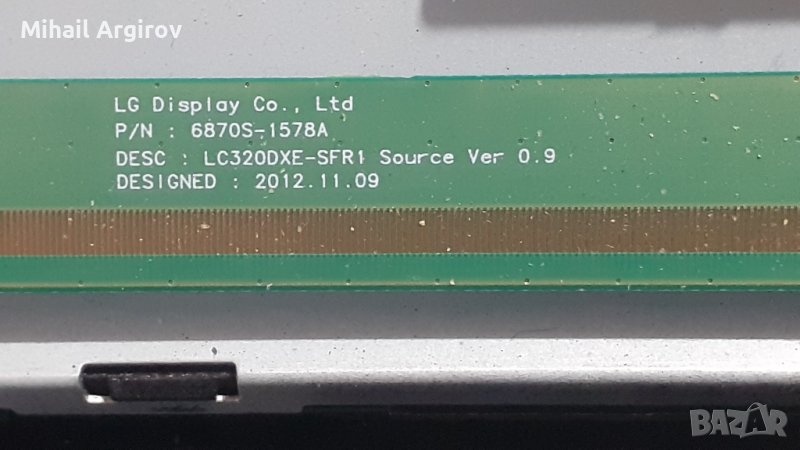 Mihail Argirov
LG Display Co., Ltd
P/N : 6870S-1578A
DESC : LC320DXE-SFR1 Source Ver 0.9
DESIGNED : 2012.11.09
BAZAR